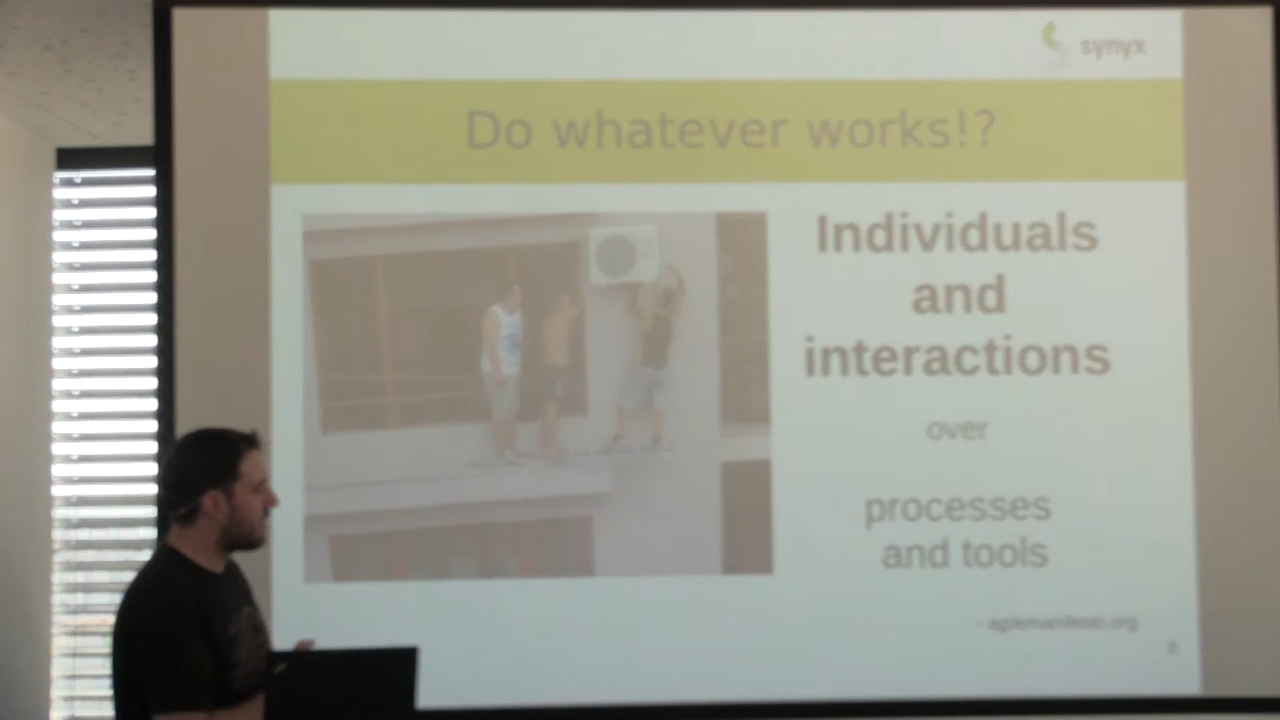 synyx
Do whatever works!?
Individuals
and
interactions
over
processes
and tools
- agilemanifesto.org